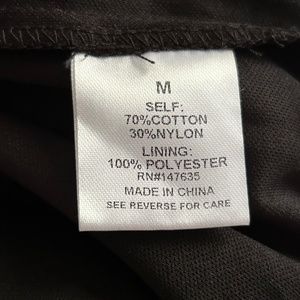 M
SELF:
70%COTTON
30%NYLON
LINING:
100% POLYESTER
RN#147635
MADE IN CHINA
SEE REVERSE FOR CARE